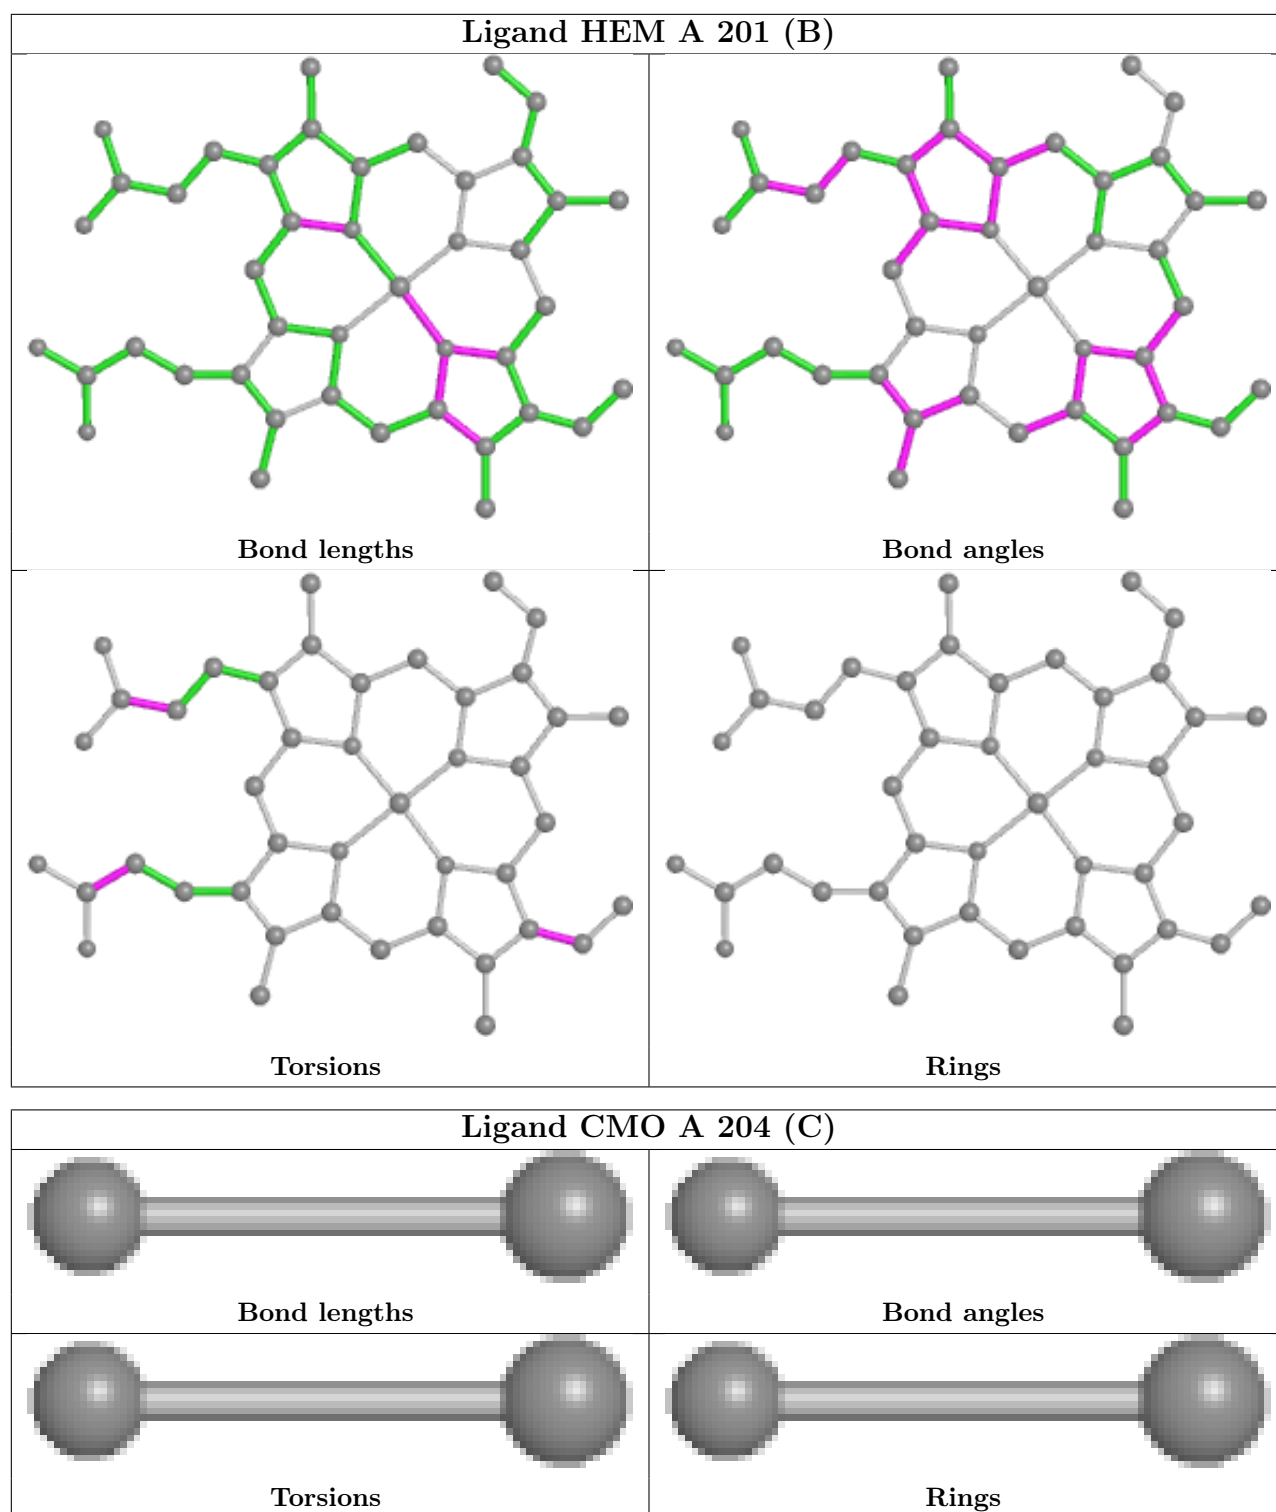 Ligand HEM A 201 (B)
Bond lengths
Bond angles
Torsions
Rings
Ligand CMO A 204 (C)
Bond lengths
Bond angles
Torsions
Rings